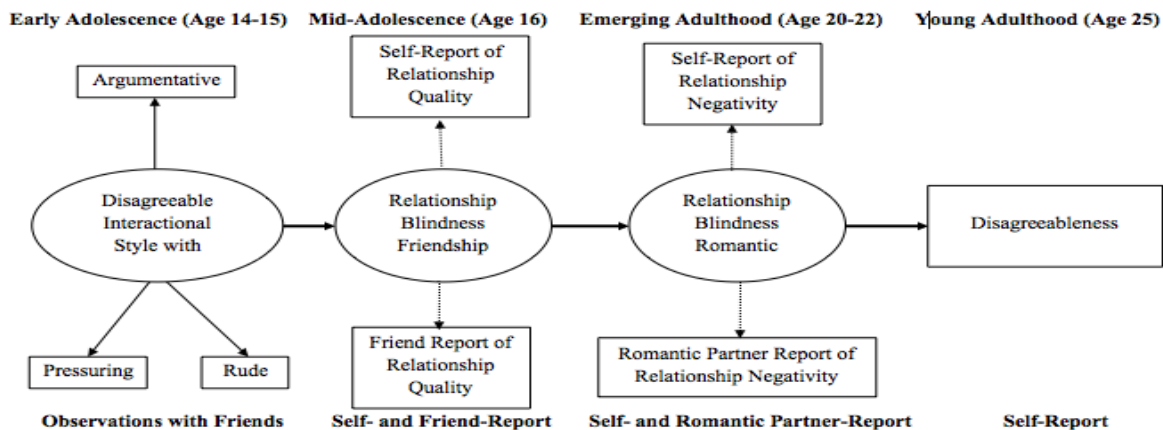 Early Adolescence (Age 14-15)
Mid-Adolescence (Age 16)
Emerging Adulthood (Age 20-22)
Young Adulthood (Age 25)
Argumentative
Disagreeable
Interactional
Style with
Pressuring
Rude
Observations with Friends
Self-Report of
Relationship
Quality
Relationship
Blindness
Friendship
Friend Report of
Relationship
Quality
Self- and Friend-Report
Self-Report of
Relationship
Negativity
Relationship
Blindness
Romantic
Romantic Partner Report of
Relationship Negativity
Self- and Romantic Partner-Report
Disagreeableness
Self-Report